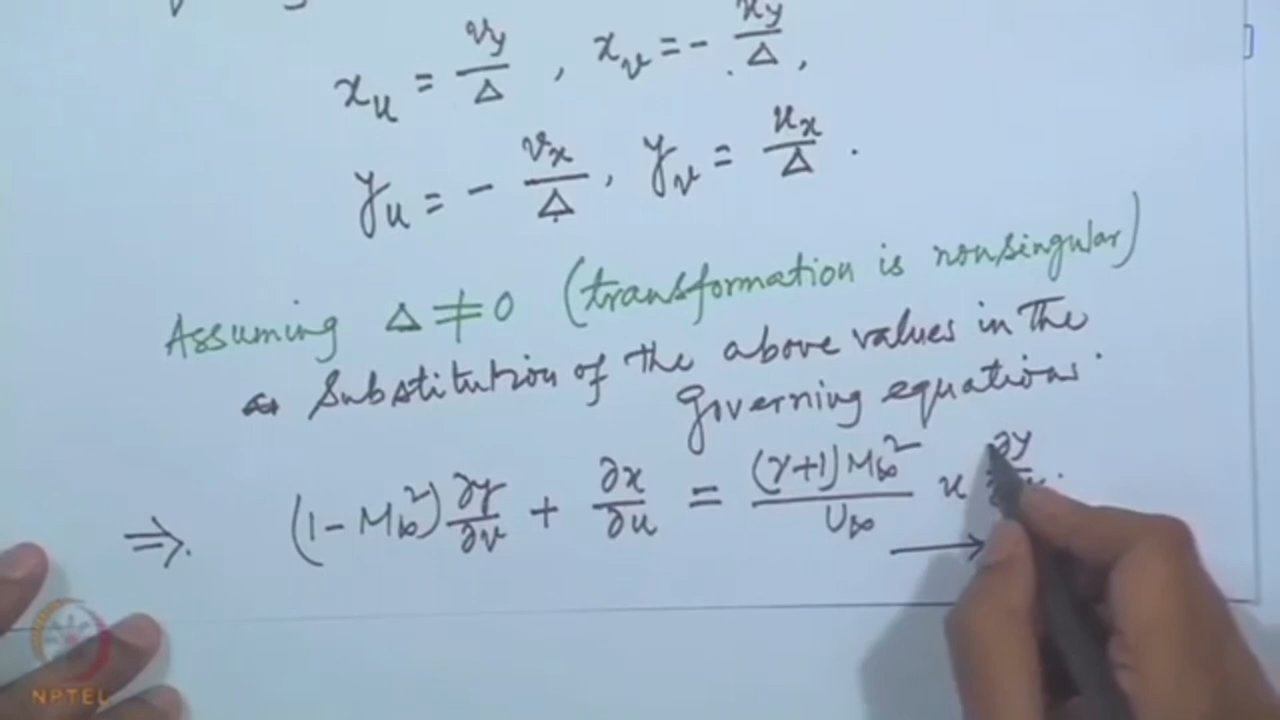 x_u = v_y/Δ , x_v = - u_y/Δ ,
y_u = - v_x/Δ , y_v = u_x/Δ .
Assuming Δ ≠ 0 (transformation is nonsingular)
Substitution of the above values in the
governing equations.
⇒ (1-M∞²) ∂y/∂v + ∂x/∂u = (γ+1)M∞²/U∞ u ∂y
→
NPTEL